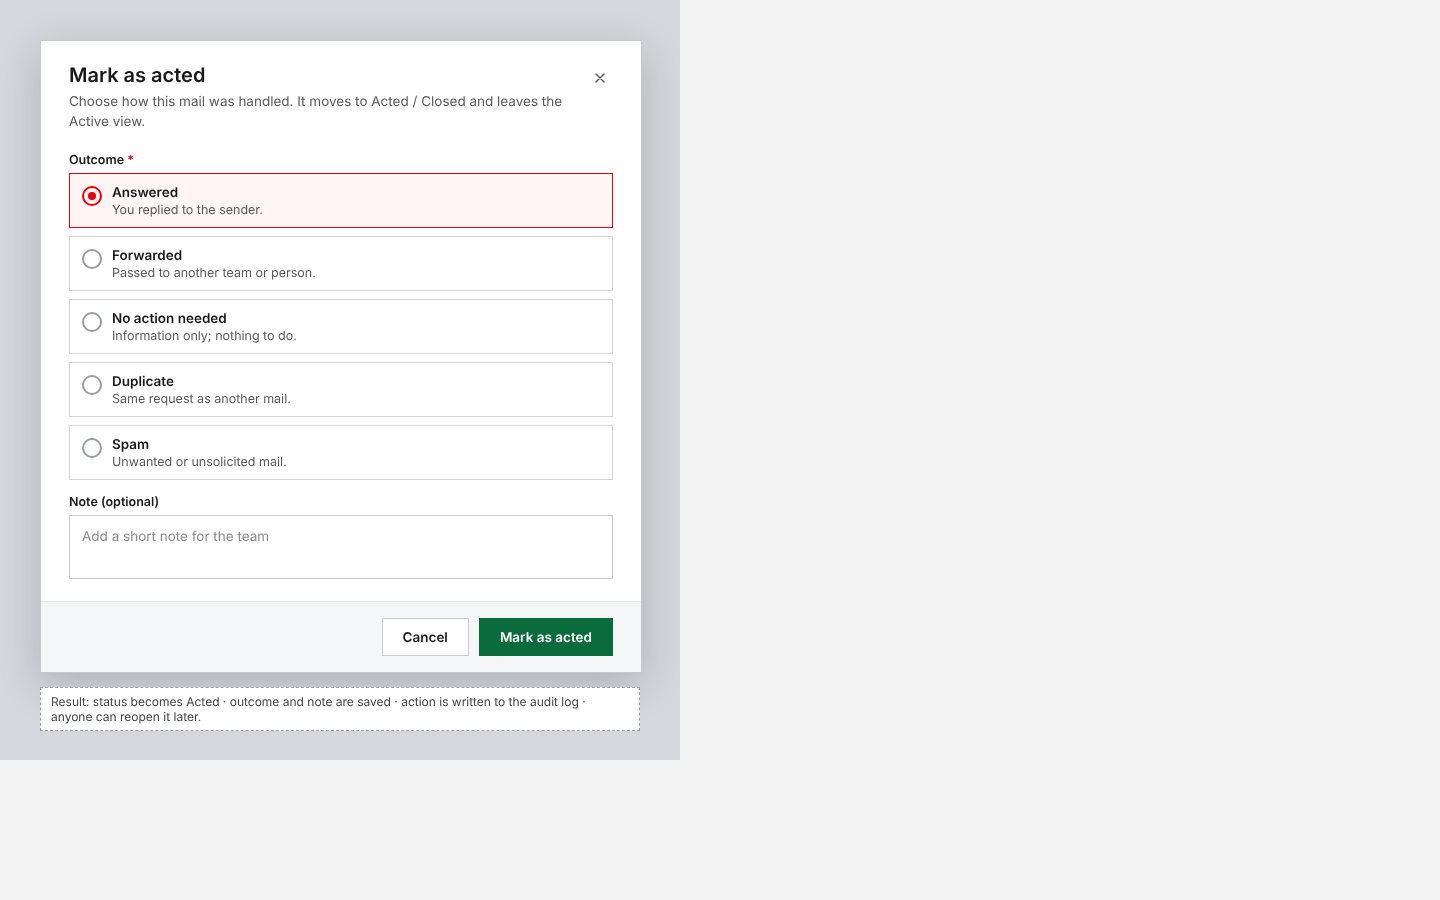 Mark as acted
Choose how this mail was handled. It moves to Acted / Closed and leaves the
Active view.
Outcome *
Answered
You replied to the sender.
Forwarded
Passed to another team or person.
No action needed
Information only; nothing to do.
Duplicate
Same request as another mail.
Spam
Unwanted or unsolicited mail.
Note (optional)
Add a short note for the team
Cancel
Mark as acted
Result: status becomes Acted · outcome and note are saved · action is written to the audit log ·
anyone can reopen it later.